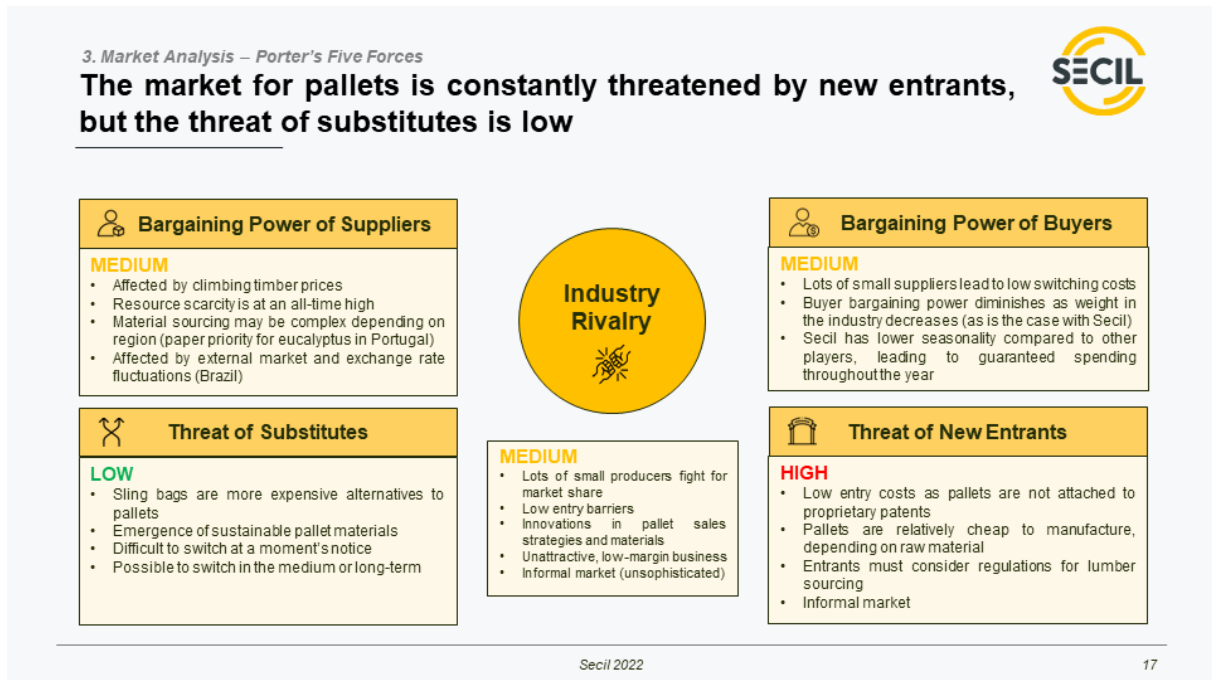 3. Market Analysis – Porter's Five Forces
The market for pallets is constantly threatened by new entrants,
but the threat of substitutes is low
SECIL
Bargaining Power of Suppliers
MEDIUM
• Affected by climbing timber prices
• Resource scarcity is at an all-time high
• Material sourcing may be complex depending on
region (paper priority for eucalyptus in Portugal)
• Affected by external market and exchange rate
fluctuations (Brazil)
Threat of Substitutes
LOW
• Sling bags are more expensive alternatives to
pallets
• Emergence of sustainable pallet materials
• Difficult to switch at a moment's notice
• Possible to switch in the medium or long-term
Industry
Rivalry
MEDIUM
• Lots of small producers fight for
market share
• Low entry barriers
• Innovations in pallet sales
strategies and materials
• Unattractive, low-margin business
• Informal market (unsophisticated)
Bargaining Power of Buyers
MEDIUM
• Lots of small suppliers lead to low switching costs
• Buyer bargaining power diminishes as weight in
the industry decreases (as is the case with Secil)
• Secil has lower seasonality compared to other
players, leading to guaranteed spending
throughout the year
Threat of New Entrants
HIGH
• Low entry costs as pallets are not attached to
proprietary patents
• Pallets are relatively cheap to manufacture,
depending on raw material
• Entrants must consider regulations for lumber
sourcing
• Informal market
Secil 2022
17